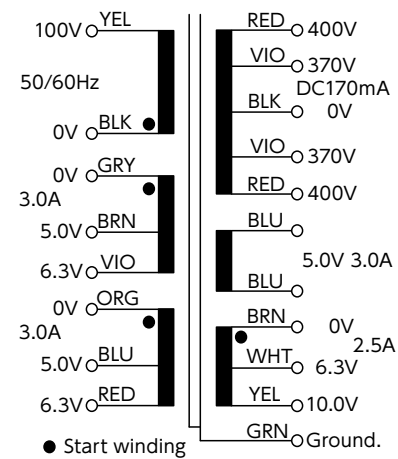 100V YEL
50/60Hz
0V BLK
0V GRY
3.0A
5.0V BRN
6.3V VIO
0V ORG
3.0A
5.0V BLU
6.3V RED
● Start winding
RED 400V
VIO 370V
DC170mA
BLK 0V
VIO 370V
RED 400V
BLU
5.0V 3.0A
BLU
BRN 0V
2.5A
WHT 6.3V
YEL 10.0V
GRN Ground.